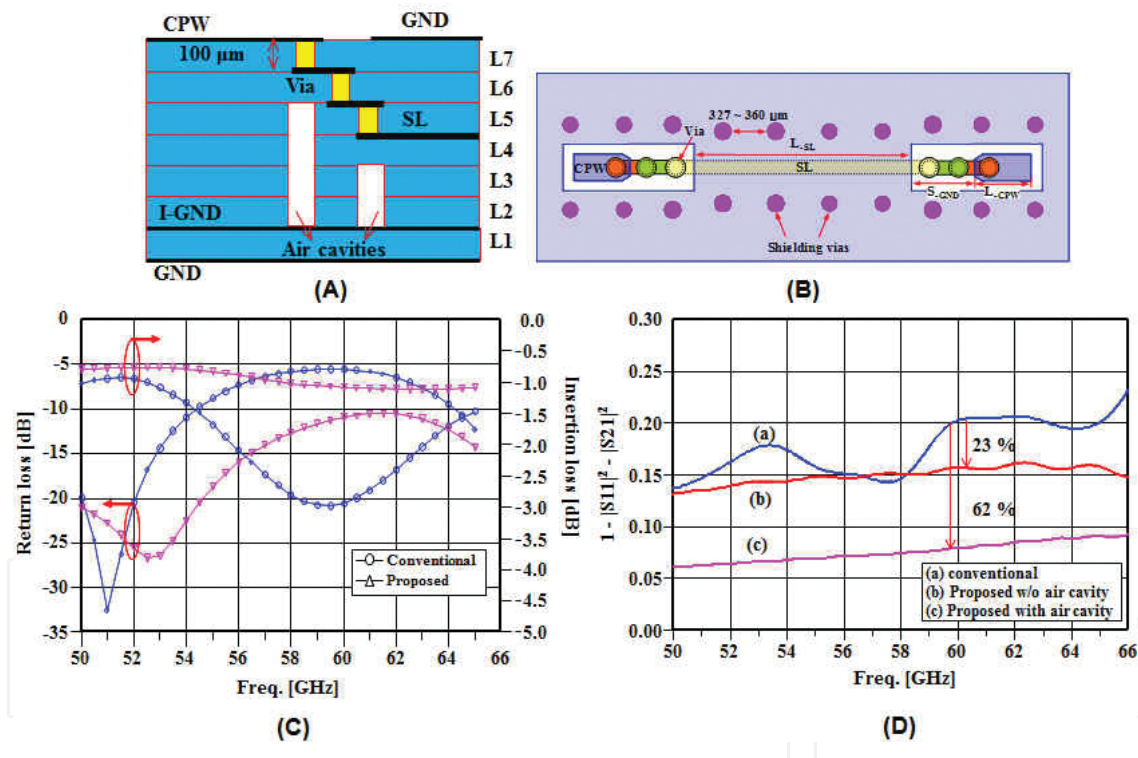 CPW
GND
100 μm
L7
Via
L6
SL
L5
L4
L3
I-GND
L2
Air cavities
L1
GND
(A)
327 ~ 360 μm
Via
L-SL
CPW
SL
S-GND
L-CPW
Shielding vias
(B)
Return loss [dB]
0
-5
-10
-15
-20
-25
-30
-35
0.0
-0.5
-1.0
-1.5
-2.0
-2.5
-3.0
-3.5
-4.0
-4.5
-5.0
Insertion loss [dB]
Conventional
Proposed
50 52 54 56 58 60 62 64 66
Freq. [GHz]
(C)
1 - |S11|² - |S21|²
0.30
0.25
0.20
0.15
0.10
0.05
0.00
(a)
23 %
(b)
62 %
(c)
(a) conventional
(b) Proposed w/o air cavity
(c) Proposed with air cavity
50 52 54 56 58 60 62 64 66
Freq. [GHz]
(D)